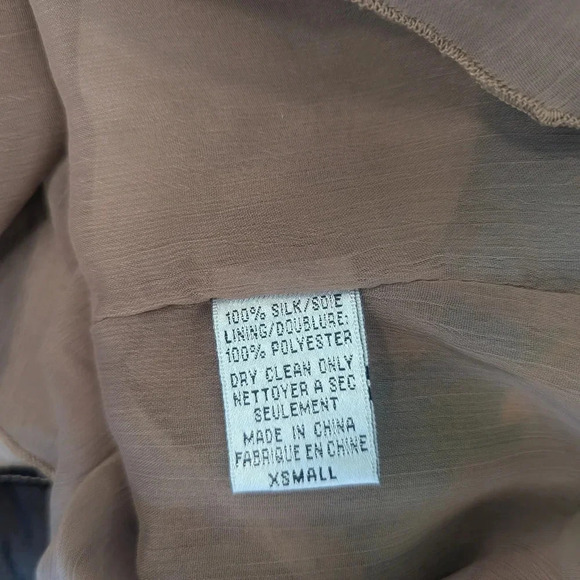 100% SILK/SOIE
LINING/DOUBLURE:
100% POLYESTER
DRY CLEAN ONLY
NETTOYER A SEC
SEULEMENT
MADE IN CHINA
FABRIQUE EN CHINE
XSMALL